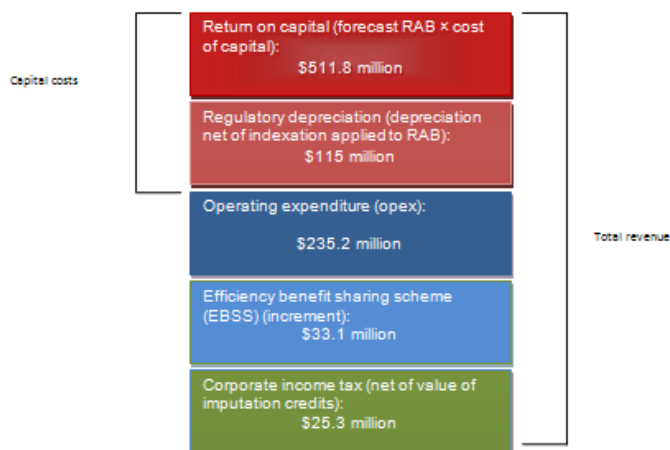 Return on capital (forecast RAB × cost
of capital):
$511.8 million
Capital costs
Regulatory depreciation (depreciation
net of indexation applied to RAB):
$115 million
Operating expenditure (opex):
$235.2 million
Total revenue
Efficiency benefit sharing scheme
(EBSS) (increment):
$33.1 million
Corporate income tax (net of value of
imputation credits):
$25.3 million